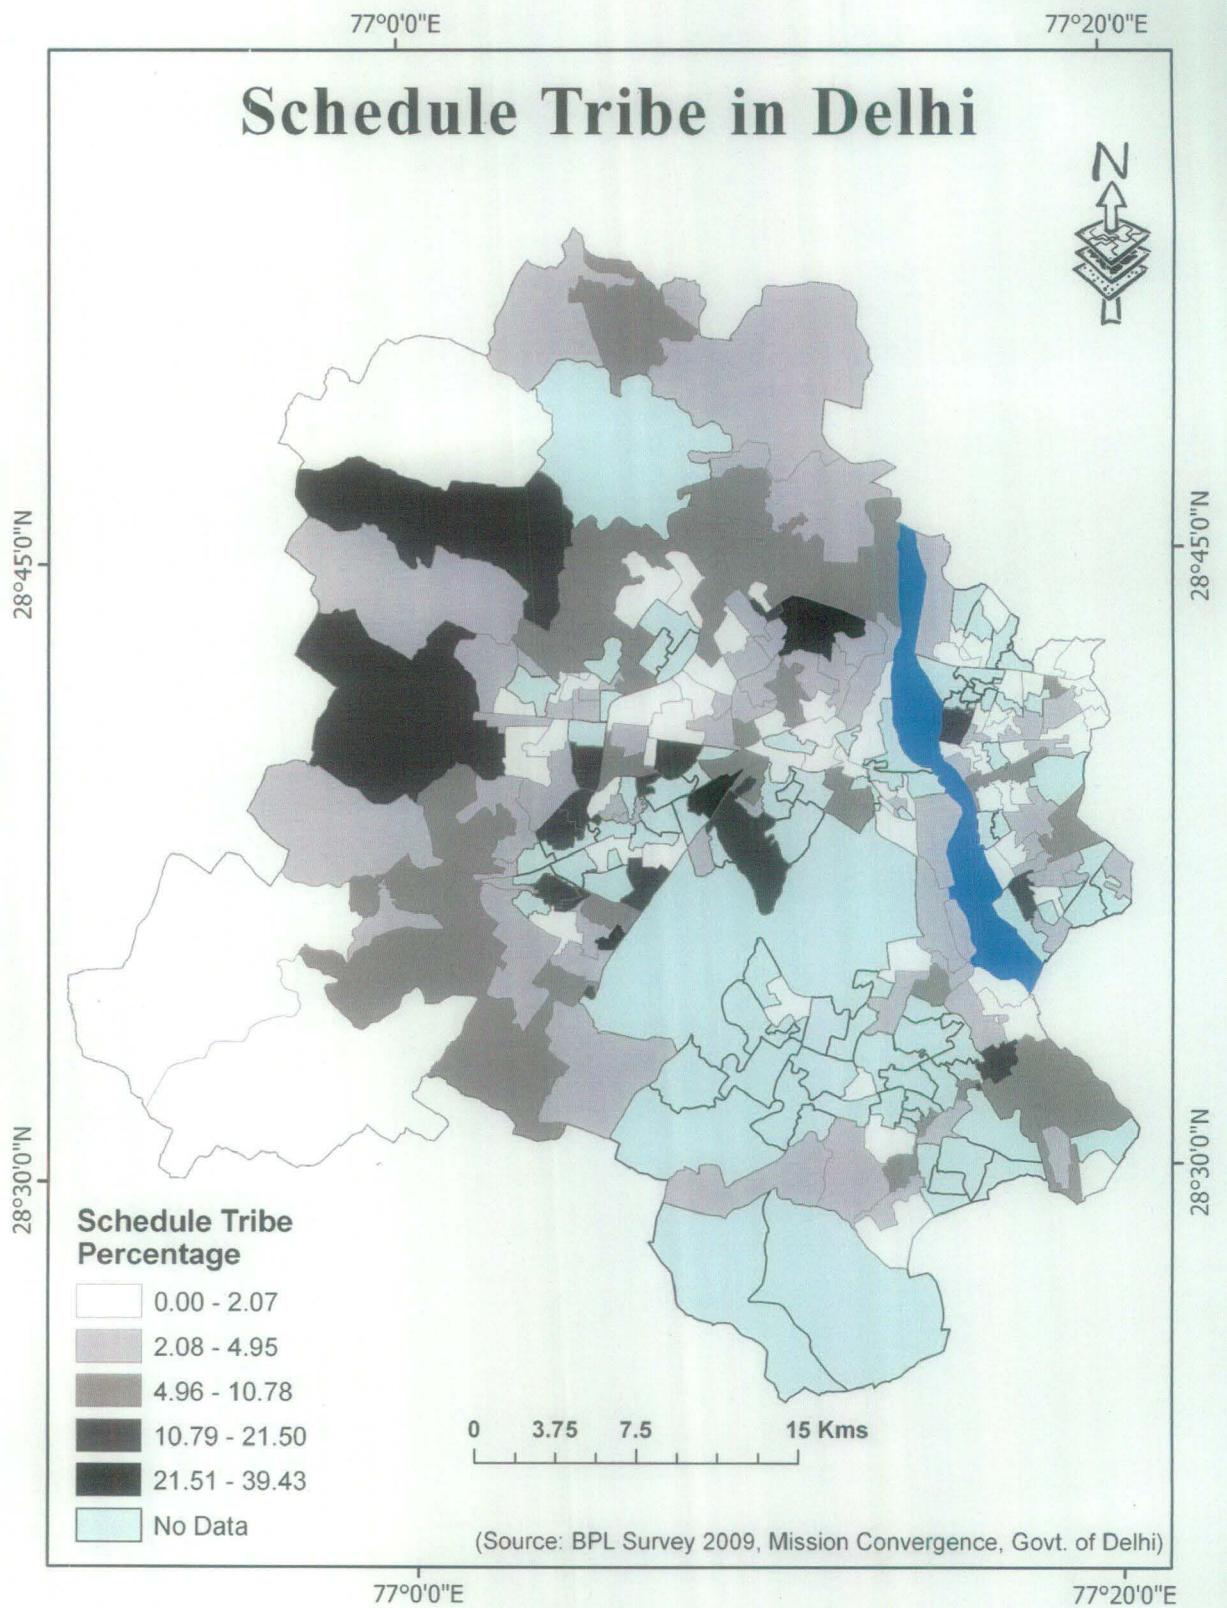 77°0'0"E
77°20'0"E
Schedule Tribe in Delhi
N
28°45'0"N
28°45'0"N
28°30'0"N
28°30'0"N
Schedule Tribe
Percentage
0.00 - 2.07
2.08 - 4.95
4.96 - 10.78
10.79 - 21.50
21.51 - 39.43
No Data
0 3.75 7.5 15 Kms
(Source: BPL Survey 2009, Mission Convergence, Govt. of Delhi)
77°0'0"E
77°20'0"E